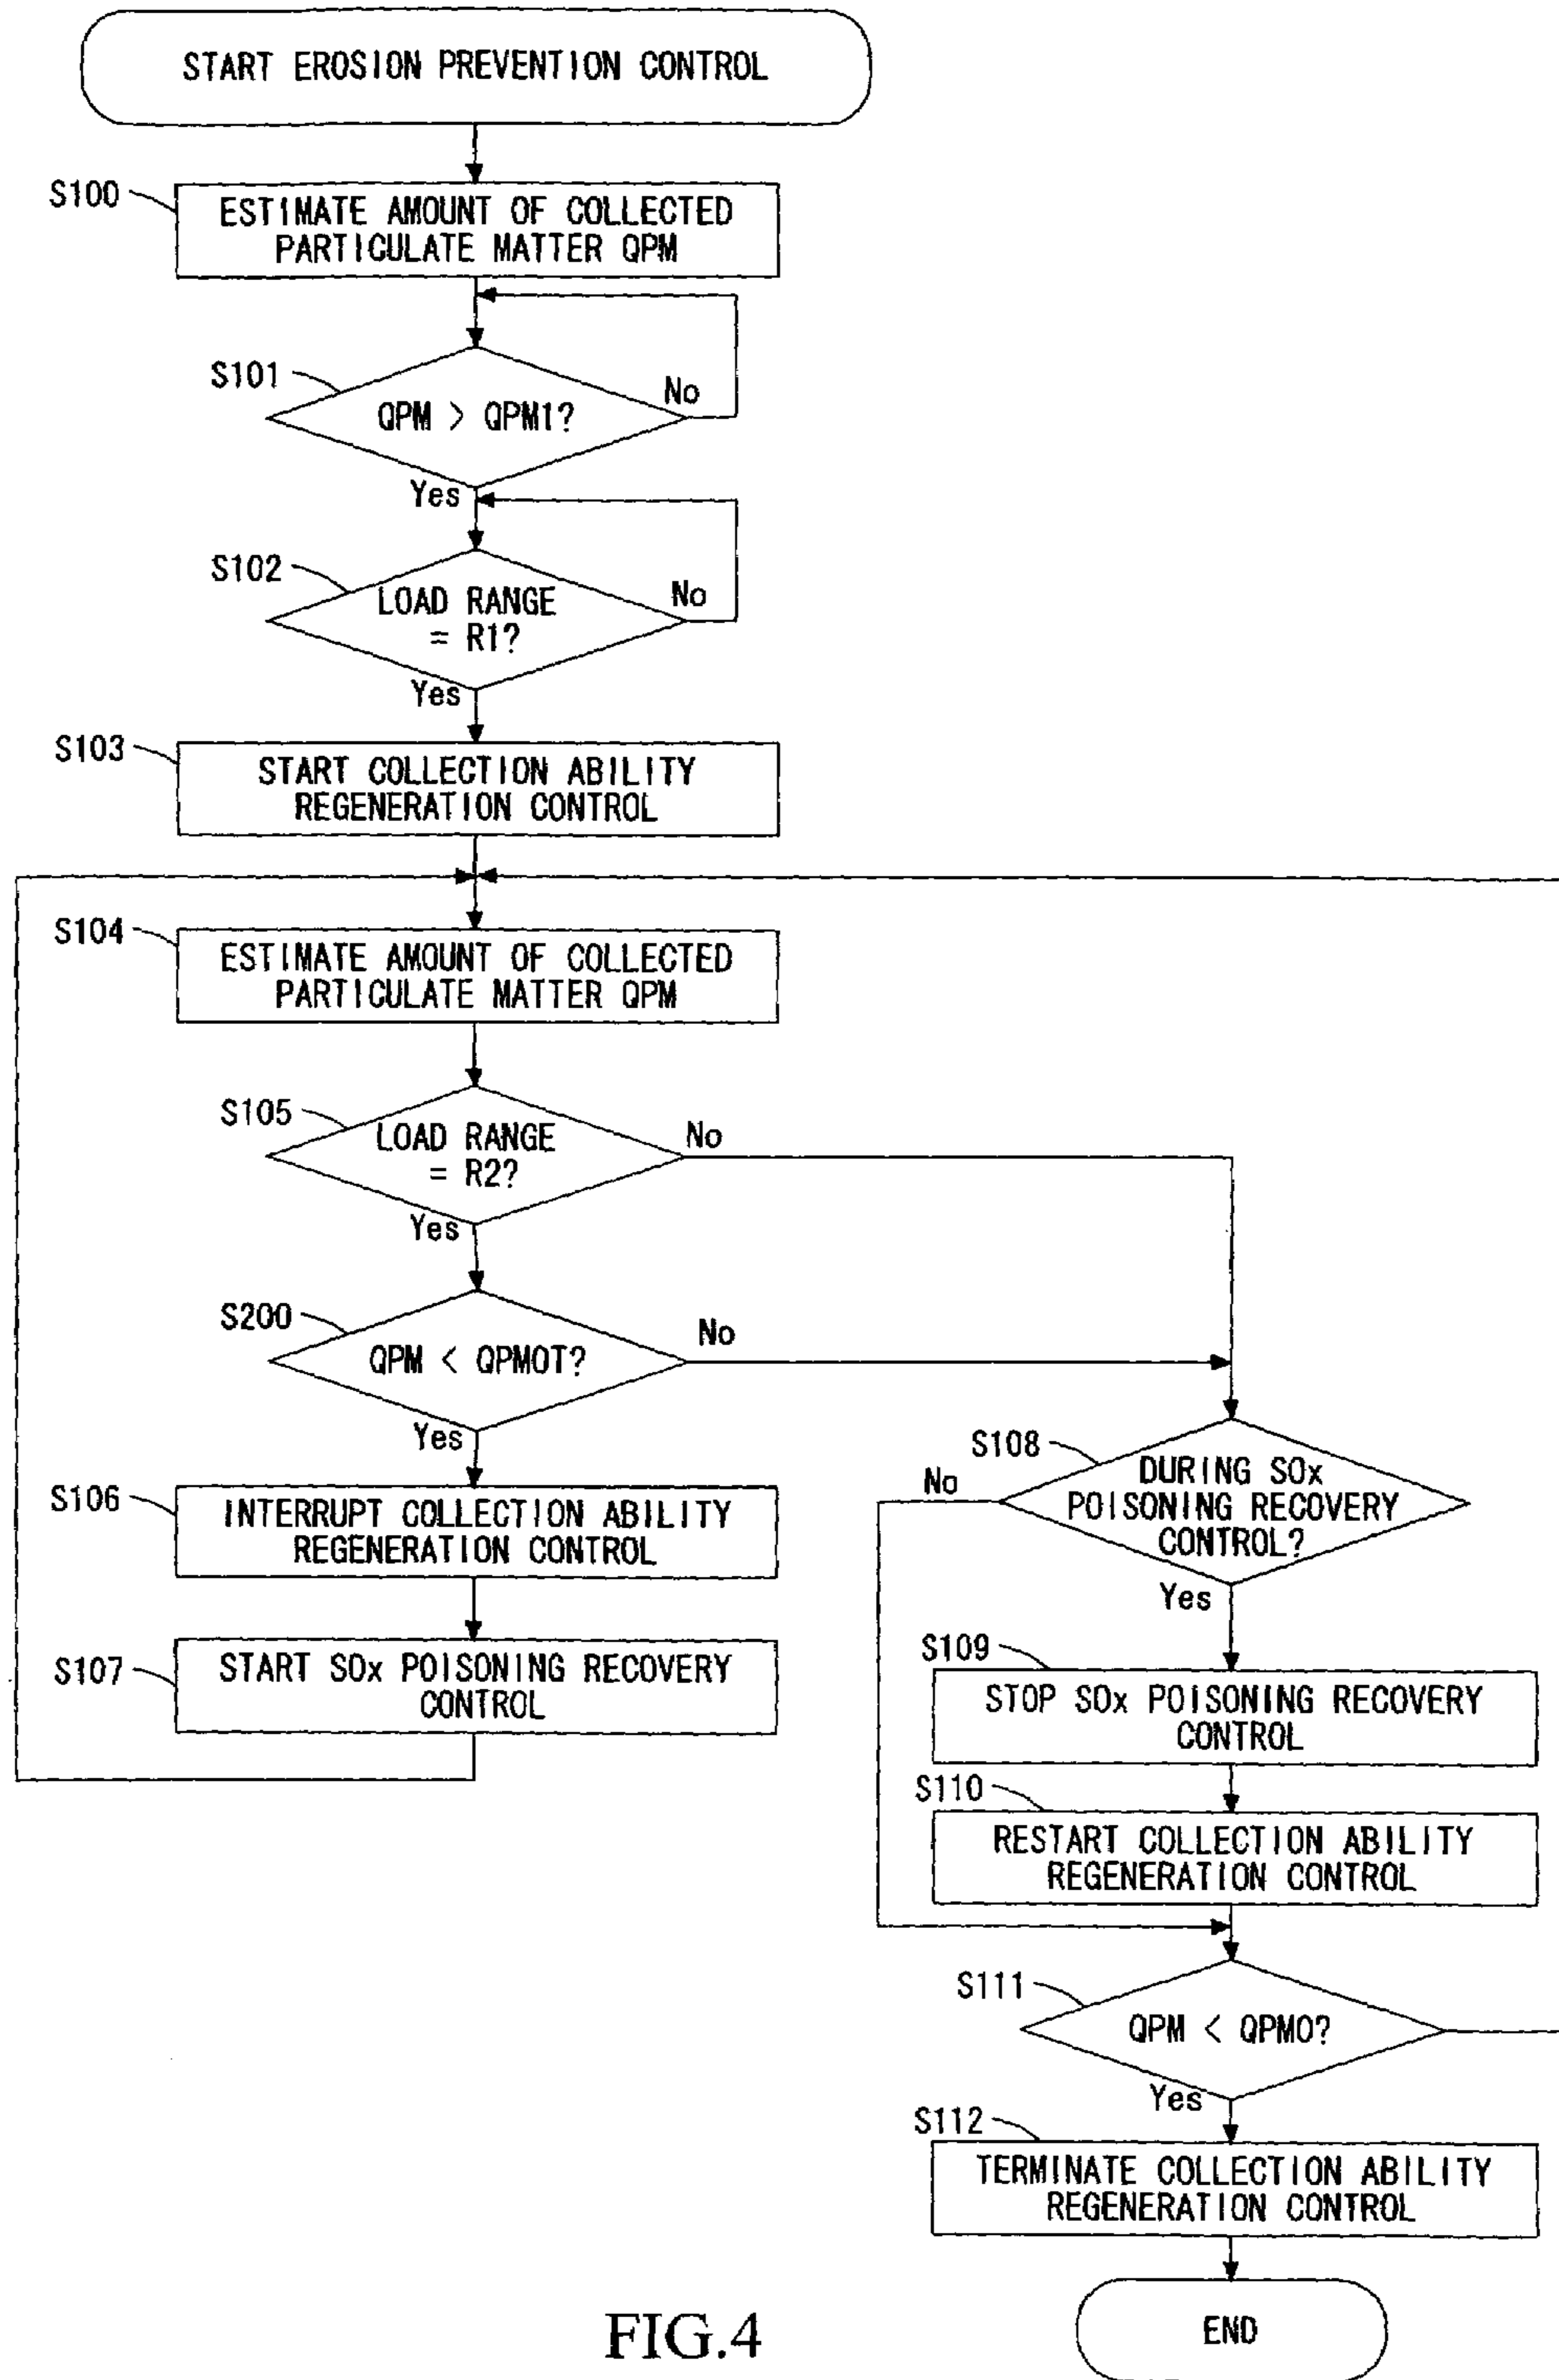 START EROSION PREVENTION CONTROL
S100
ESTIMATE AMOUNT OF COLLECTED
PARTICULATE MATTER QPM
S101
QPM > QPM1?
No
Yes
S102
LOAD RANGE
= R1?
No
Yes
S103
START COLLECTION ABILITY
REGENERATION CONTROL
S104
ESTIMATE AMOUNT OF COLLECTED
PARTICULATE MATTER QPM
S105
LOAD RANGE
= R2?
No
Yes
S200
QPM < QPM0T?
No
Yes
S106
INTERRUPT COLLECTION ABILITY
REGENERATION CONTROL
S107
START SOx POISONING RECOVERY
CONTROL
S108
DURING SOx
POISONING RECOVERY
CONTROL?
No
Yes
S109
STOP SOx POISONING RECOVERY
CONTROL
S110
RESTART COLLECTION ABILITY
REGENERATION CONTROL
S111
QPM < QPM0?
Yes
S112
TERMINATE COLLECTION ABILITY
REGENERATION CONTROL
END
FIG.4